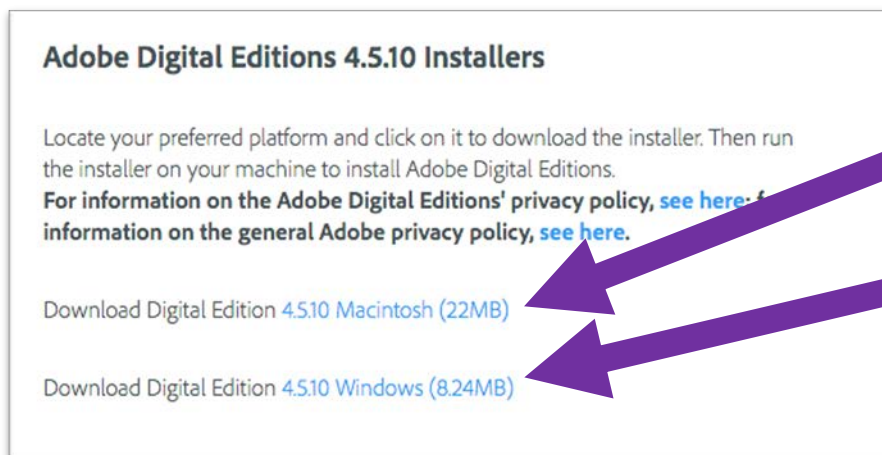 Adobe Digital Editions 4.5.10 Installers
Locate your preferred platform and click on it to download the installer. Then run
the installer on your machine to install Adobe Digital Editions.
For information on the Adobe Digital Editions' privacy policy, see here;
information on the general Adobe privacy policy, see here.
Download Digital Edition 4.5.10 Macintosh (22MB)
Download Digital Edition 4.5.10 Windows (8.24MB)